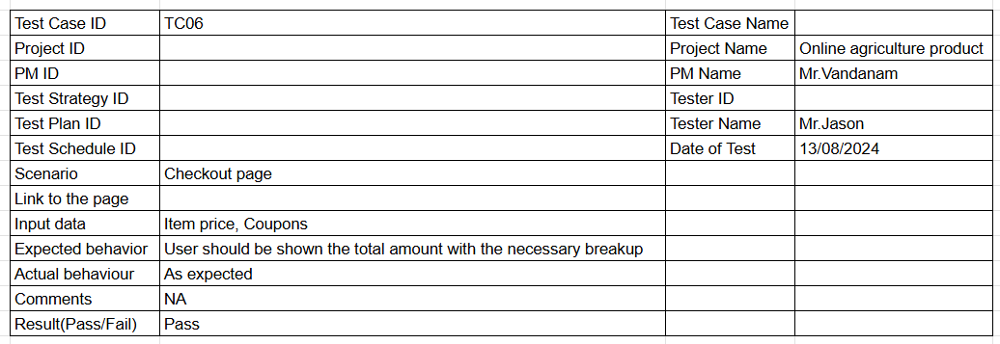 Test Case ID TC06 Test Case Name
Project ID Project Name Online agriculture product
PM ID PM Name Mr.Vandanam
Test Strategy ID Tester ID
Test Plan ID Tester Name Mr.Jason
Test Schedule ID Date of Test 13/08/2024
Scenario Checkout page
Link to the page
Input data Item price, Coupons
Expected behavior User should be shown the total amount with the necessary breakup
Actual behaviour As expected
Comments NA
Result(Pass/Fail) Pass